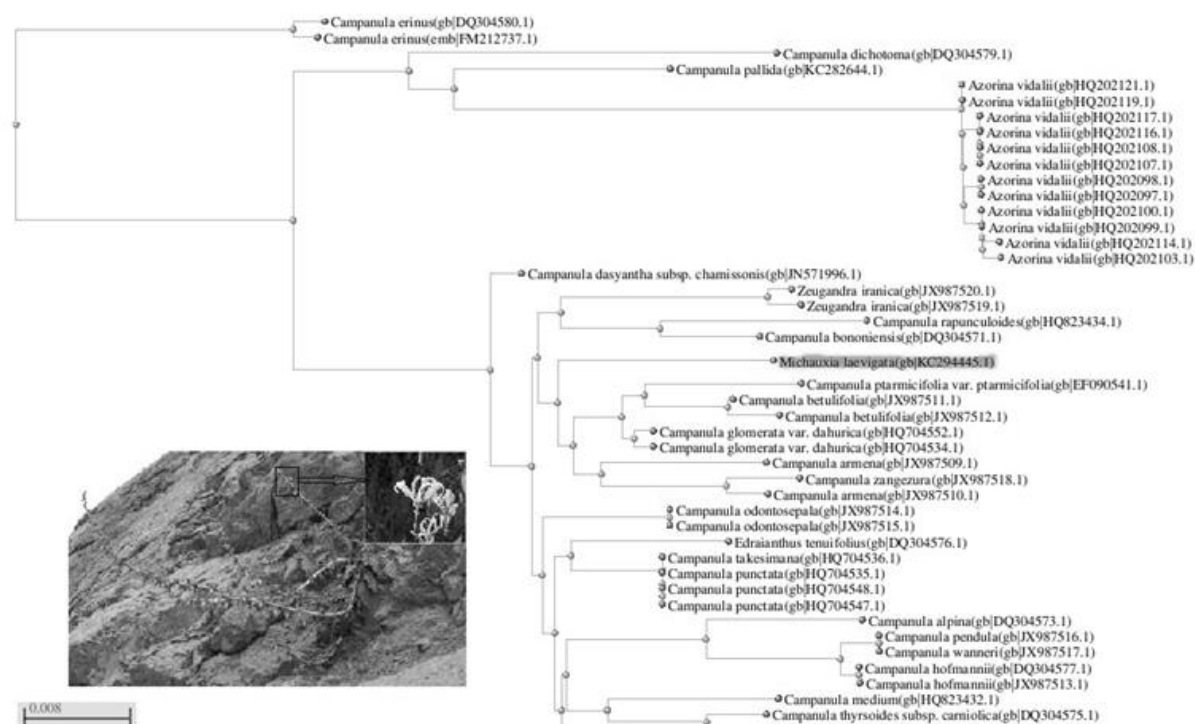 Campanula erinus(gb|DQ304580.1)
Campanula erinus(emb|FM212737.1)
Campanula dichotoma(gb|DQ304579.1)
Campanula pallida(gb|KC282644.1)
Azorina vidalii(gb|HQ202121.1)
Azorina vidalii(gb|HQ202119.1)
Azorina vidalii(gb|HQ202117.1)
Azorina vidalii(gb|HQ202116.1)
Azorina vidalii(gb|HQ202108.1)
Azorina vidalii(gb|HQ202107.1)
Azorina vidalii(gb|HQ202098.1)
Azorina vidalii(gb|HQ202097.1)
Azorina vidalii(gb|HQ202100.1)
Azorina vidalii(gb|HQ202099.1)
Azorina vidalii(gb|HQ202114.1)
Azorina vidalii(gb|HQ202103.1)
Campanula dasyantha subsp. chamissonis(gb|JN571996.1)
Zeugandra iranica(gb|JX987520.1)
Zeugandra iranica(gb|JX987519.1)
Campanula rapunculoides(gb|HQ823434.1)
Campanula bononiensis(gb|DQ304571.1)
Michauxia laevigata(gb|KC294445.1)
Campanula ptarmicifolia var. ptarmicifolia(gb|EF090541.1)
Campanula betulifolia(gb|JX987511.1)
Campanula betulifolia(gb|JX987512.1)
Campanula glomerata var. dahurica(gb|HQ704552.1)
Campanula glomerata var. dahurica(gb|HQ704534.1)
Campanula armena(gb|JX987509.1)
Campanula zangezura(gb|JX987518.1)
Campanula armena(gb|JX987510.1)
Campanula odontosepala(gb|JX987514.1)
Campanula odontosepala(gb|JX987515.1)
Edraianthus tenuifolius(gb|DQ304576.1)
Campanula takesimana(gb|HQ704536.1)
Campanula punctata(gb|HQ704535.1)
Campanula punctata(gb|HQ704548.1)
Campanula punctata(gb|HQ704547.1)
Campanula alpina(gb|DQ304573.1)
Campanula pendula(gb|JX987516.1)
Campanula wanneri(gb|JX987517.1)
Campanula hofmannii(gb|DQ304577.1)
Campanula hofmannii(gb|JX987513.1)
Campanula medium(gb|HQ823432.1)
Campanula thyrsoides subsp. carniolica(gb|DQ304575.1)
0.008